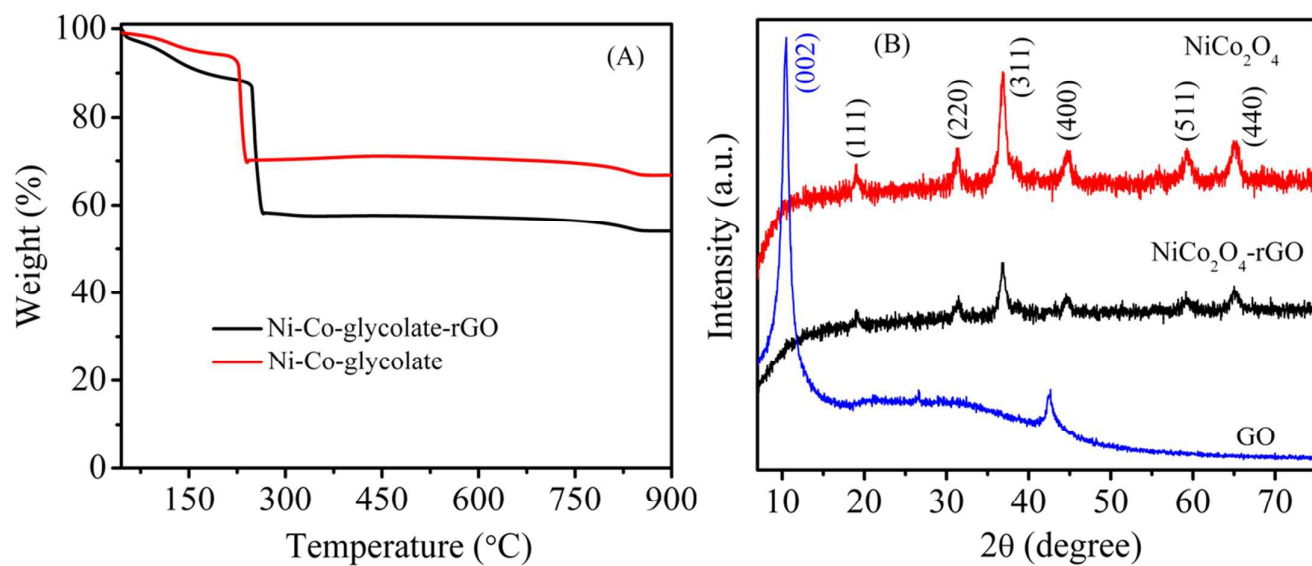 (A)
Weight (%)
100
80
60
40
20
0
Ni-Co-glycolate-rGO
Ni-Co-glycolate
150 300 450 600 750 900
Temperature (°C)
(B)
Intensity (a.u.)
(002)
NiCo₂O₄
(111)
(220)
(311)
(400)
(511)
(440)
NiCo₂O₄-rGO
GO
10 20 30 40 50 60 70
2θ (degree)